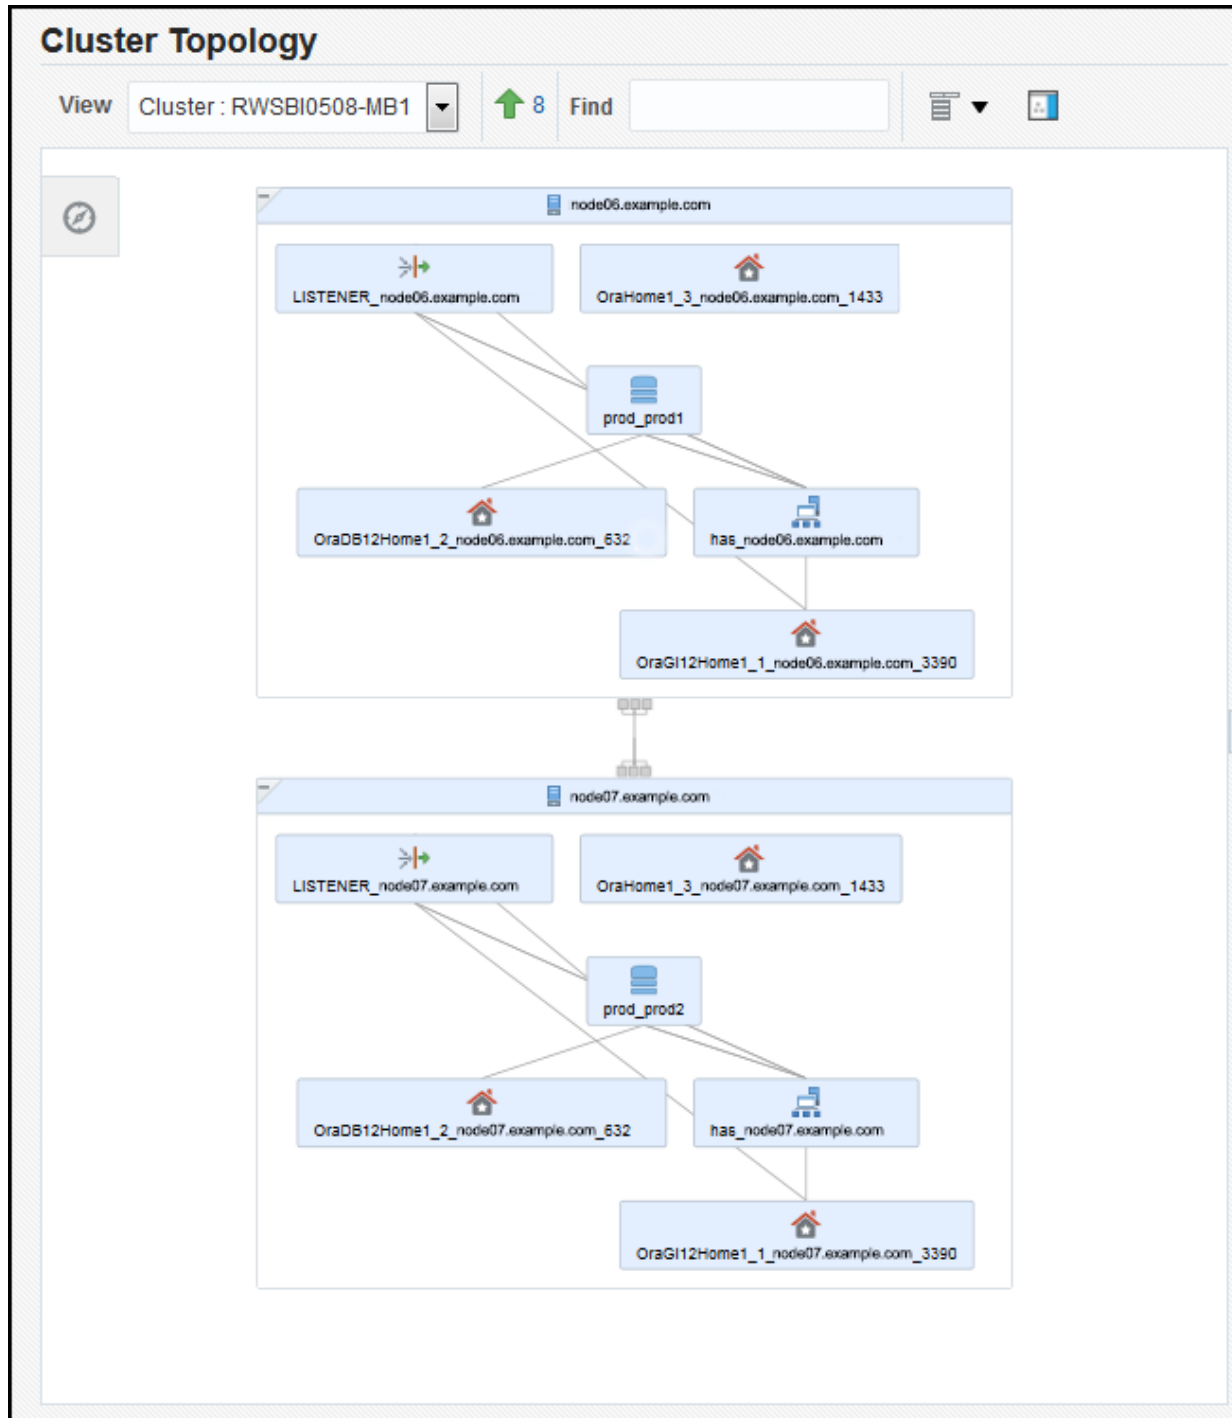 Cluster Topology
View Cluster : RWSBI0508-MB1 8 Find
node06.example.com
LISTENER_node06.example.com OraHome1_3_node06.example.com_1433
prod_prod1
OraDB12Home1_2_node06.example.com_632 has_node06.example.com
OraGI12Home1_1_node06.example.com_3390
node07.example.com
LISTENER_node07.example.com OraHome1_3_node07.example.com_1433
prod_prod2
OraDB12Home1_2_node07.example.com_632 has_node07.example.com
OraGI12Home1_1_node07.example.com_3390